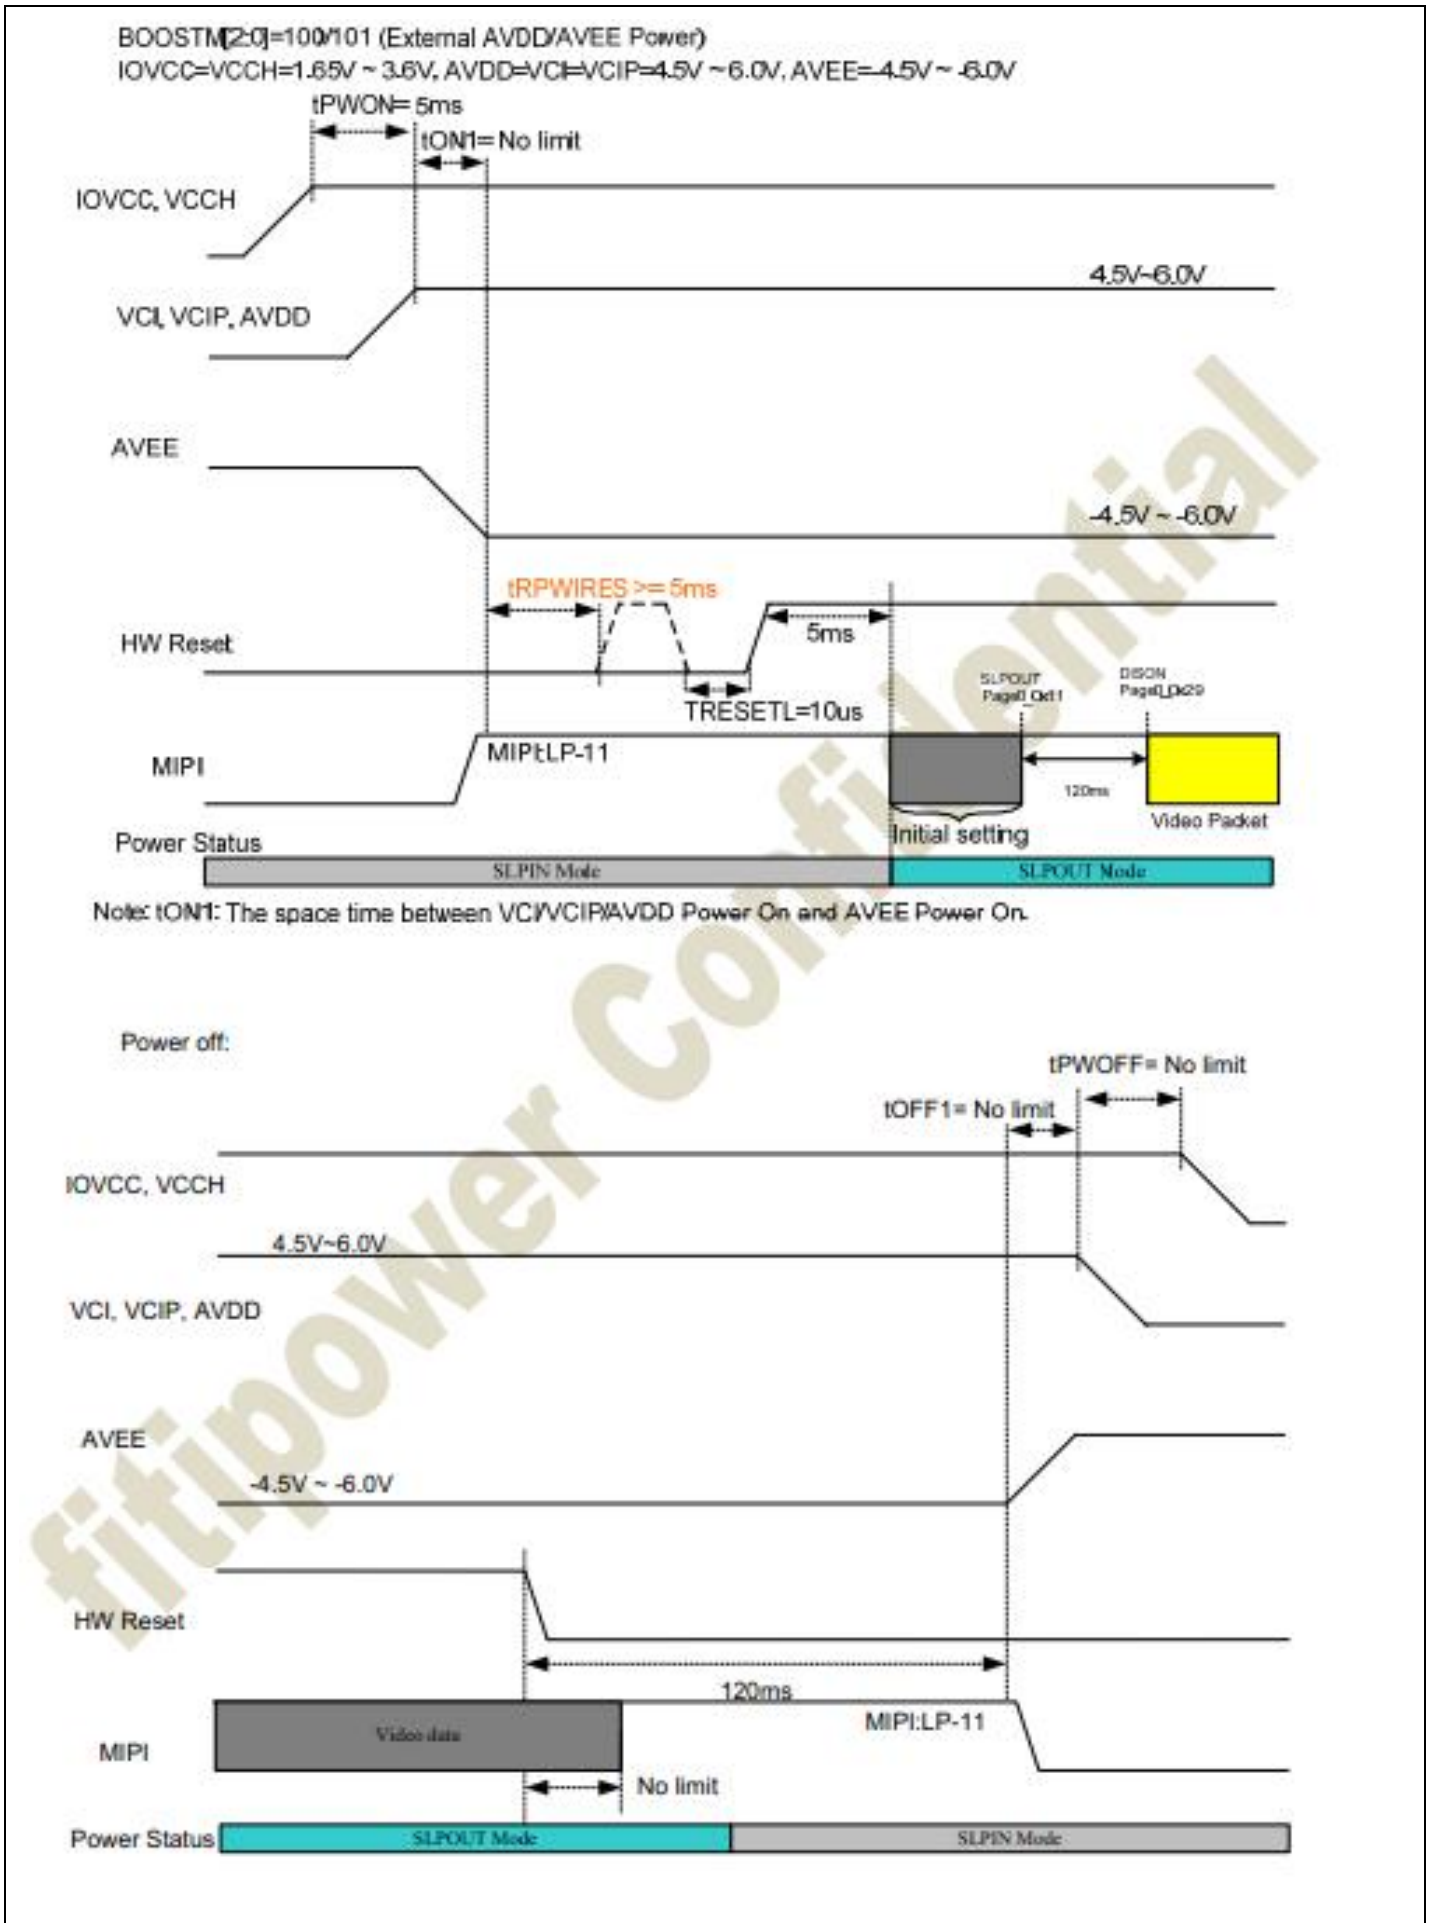 BOOSTM[2:0]=100/101 (External AVDD/AVEE Power)
IOVCC=VCCH=1.65V ~ 3.6V, AVDD=VCI=VCIP=4.5V ~6.0V, AVEE=-4.5V ~ -6.0V
tPWON= 5ms
tON1= No limit
IOVCC, VCCH
4.5V~6.0V
VCI, VCIP, AVDD
AVEE
-4.5V ~ -6.0V
tRPWIRES >= 5ms
5ms
HW Reset
SLPOUT
Page0_0x11
DISON
Page0_0x29
TRESETL=10us
MIPI:LP-11
MIPI
120ms
Initial setting
Video Packet
Power Status
SLPIN Mode
SLPOUT Mode
Note: tON1: The space time between VCI/VCIP/AVDD Power On and AVEE Power On.
Power off:
tPWOFF= No limit
tOFF1= No limit
IOVCC, VCCH
4.5V~6.0V
VCI, VCIP, AVDD
AVEE
-4.5V ~ -6.0V
HW Reset
120ms
MIPI:LP-11
Video data
MIPI
No limit
Power Status
SLPOUT Mode
SLPIN Mode
fitipower Confidential